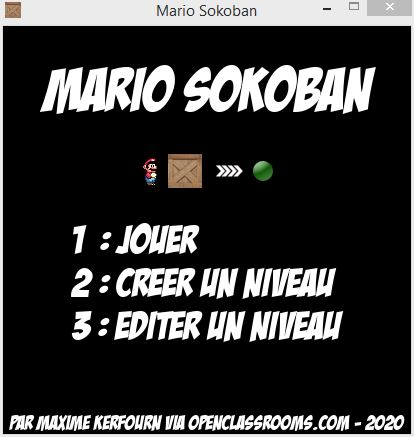 Mario Sokoban
MARIO SOKOBAN
1 : JOUER
2 : CREER UN NIVEAU
3 : EDITER UN NIVEAU
PAR MAXIME KERFOURN VIA OPENCLASSROOMS.COM - 2020